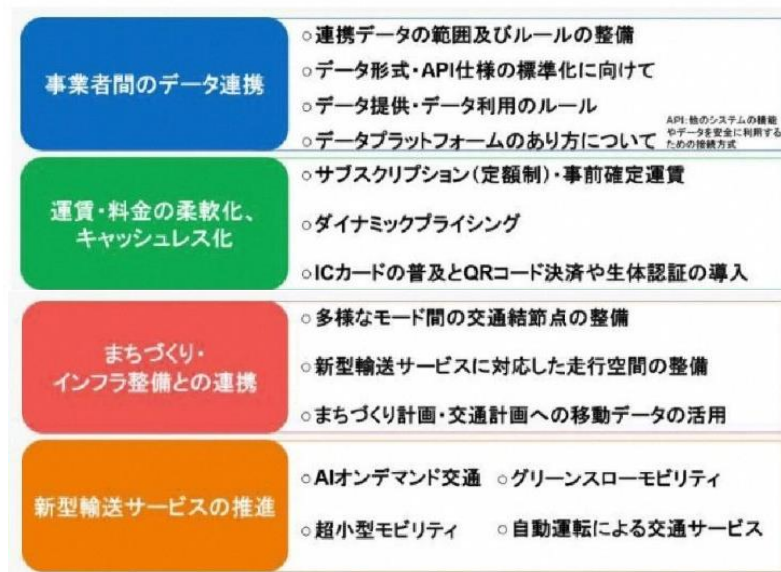 事業者間のデータ連携
○連携データの範囲及びルールの整備
○データ形式・API仕様の標準化に向けて
○データ提供・データ利用のルール
○データプラットフォームのあり方について
API:他のシステムの機能
やデータを安全に利用する
ための接続方式
運賃・料金の柔軟化、
キャッシュレス化
○サブスクリプション(定額制)・事前確定運賃
○ダイナミックプライシング
○ICカードの普及とQRコード決済や生体認証の導入
まちづくり・
インフラ整備との連携
○多様なモード間の交通結節点の整備
○新型輸送サービスに対応した走行空間の整備
○まちづくり計画・交通計画への移動データの活用
新型輸送サービスの推進
○AIオンデマンド交通 ○グリーンスローモビリティ
○超小型モビリティ ○自動運転による交通サービス